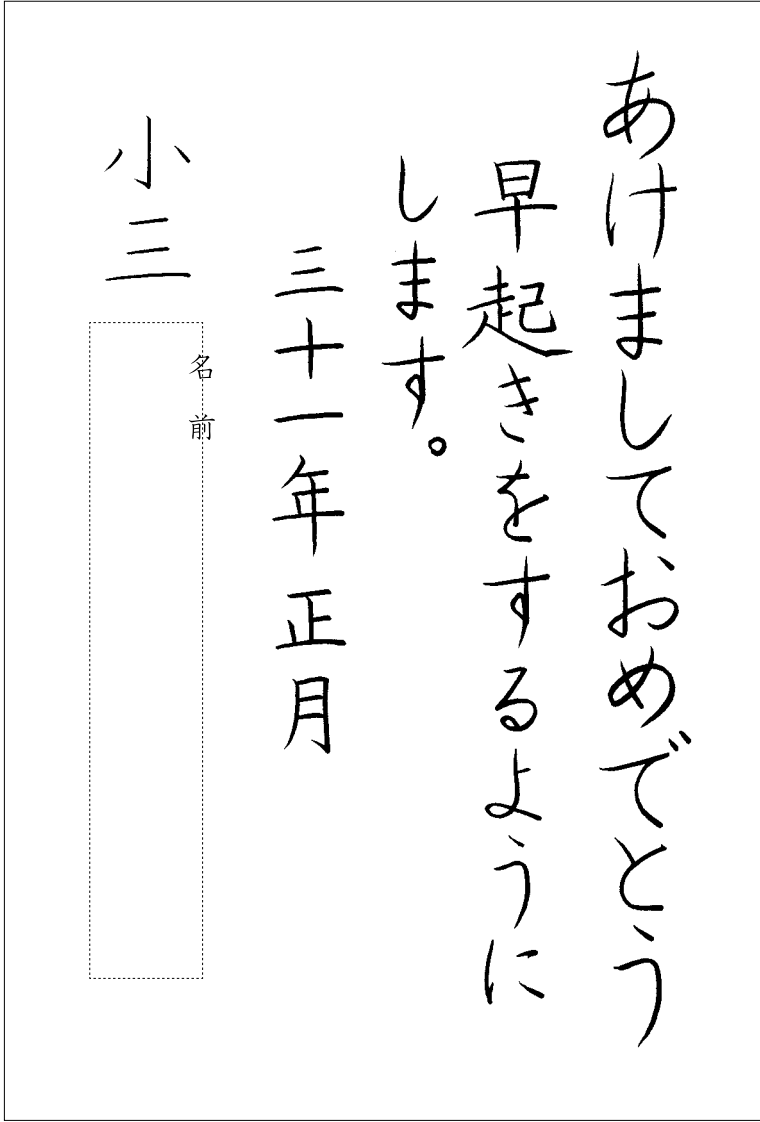 あけましておめでとう
早起きをするように
します。
三十一年正月
小三
名前